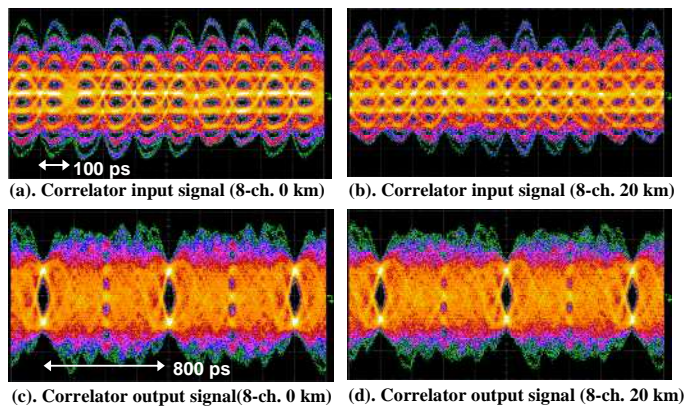 100 ps
(a). Correlator input signal (8-ch. 0 km)
(b). Correlator input signal (8-ch. 20 km)
800 ps
(c). Correlator output signal(8-ch. 0 km)
(d). Correlator output signal (8-ch. 20 km)